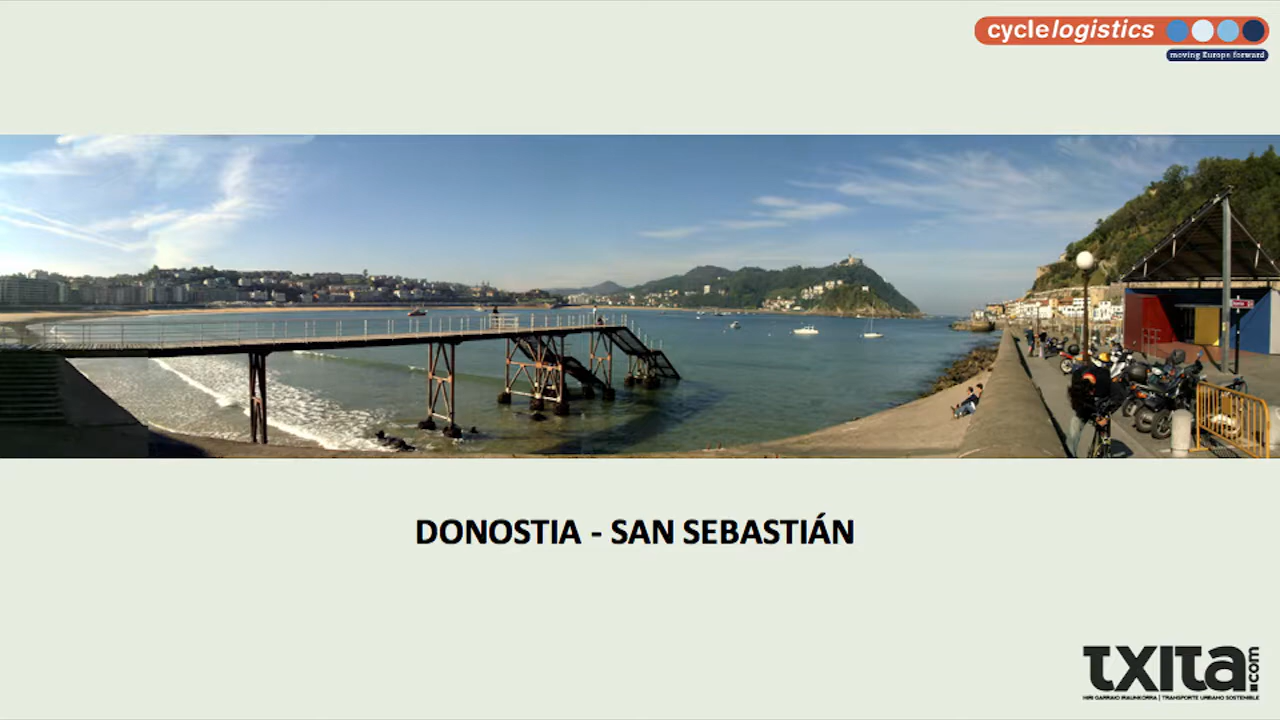 cyclelogistics
moving Europe forward
DONOSTIA - SAN SEBASTIÁN
txita.com
HIRI GARRAIO IRAUNKORRA | TRANSPORTE URBANO SOSTENIBLE